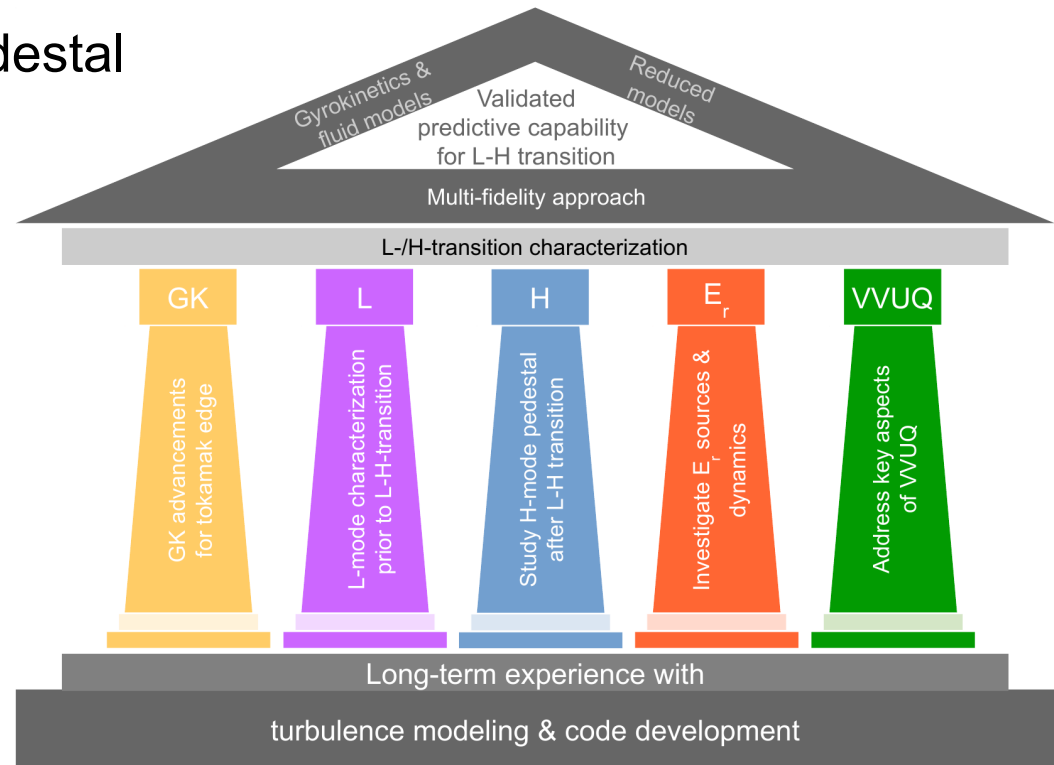 destal
Gyrokinetics &
fluid models
Reduced
models
Validated
predictive capability
for L-H transition
Multi-fidelity approach
L-/H-transition characterization
GK
L
H
E_r
VVUQ
GK advancements
for tokamak edge
L-mode characterization
prior to L-H-transition
Study H-mode pedestal
after L-H transition
Investigate E_r sources &
dynamics
Address key aspects
of VVUQ
Long-term experience with
turbulence modeling & code development